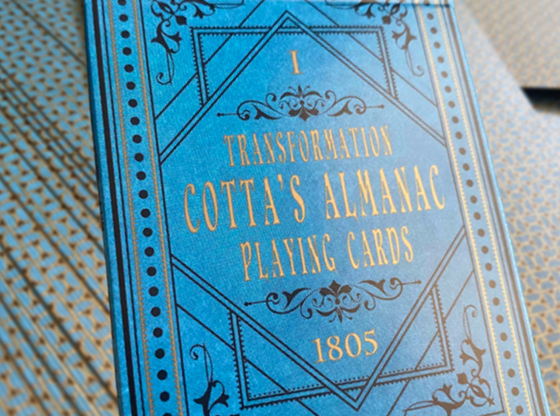 I
TRANSFORMATION
COTTA'S ALMANAC
PLAYING CARDS
1805